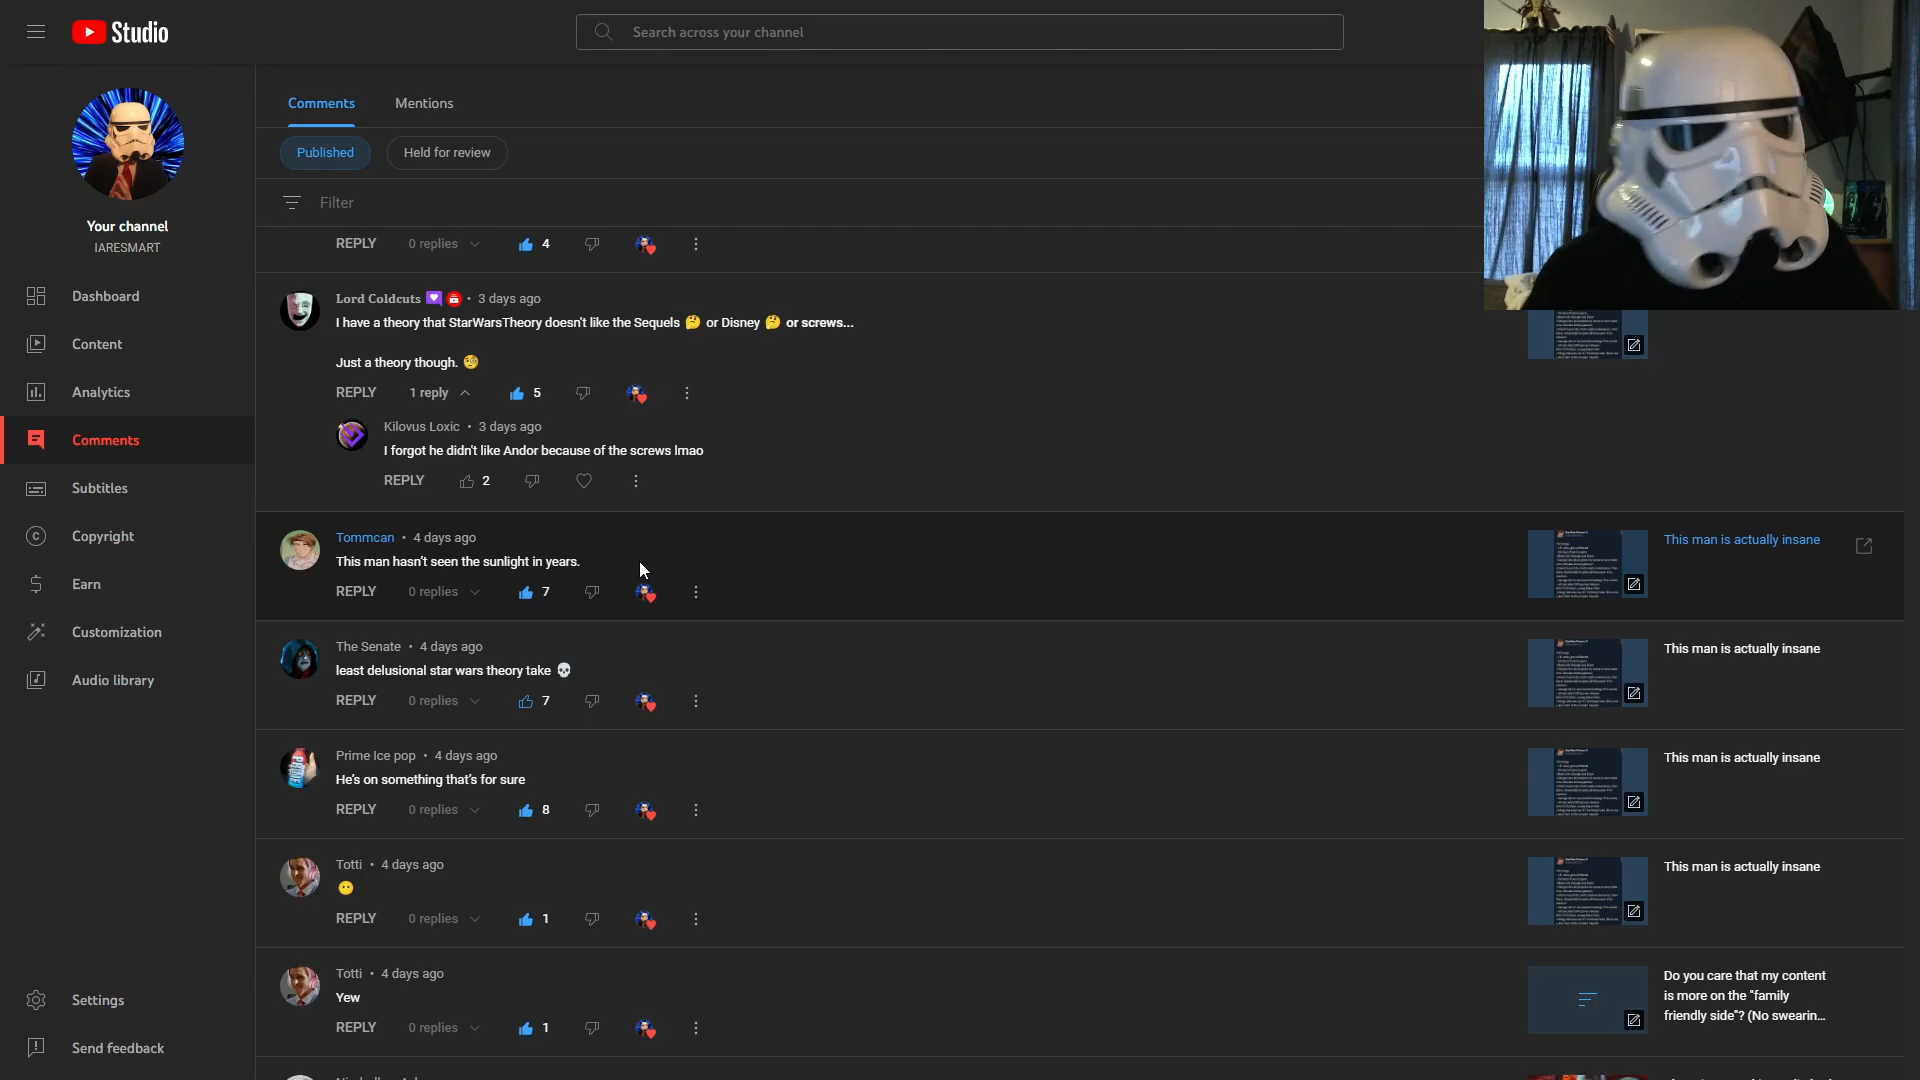 Studio
Search across your channel
Your channel
IARESMART
Dashboard
Content
Analytics
Comments
Subtitles
Copyright
Earn
Customization
Audio library
Settings
Send feedback
Comments
Mentions
Published
Held for review
Filter
REPLY 0 replies 4
Lord Coldcuts • 3 days ago
I have a theory that StarWarsTheory doesn't like the Sequels 🤔 or Disney 🤔 or screws...
Just a theory though. 🧐
REPLY 1 reply 5
Kilovus Loxic • 3 days ago
I forgot he didn't like Andor because of the screws lmao
REPLY 2
Tommcan • 4 days ago
This man hasn't seen the sunlight in years.
REPLY 0 replies 7
This man is actually insane
The Senate • 4 days ago
least delusional star wars theory take 💀
REPLY 0 replies 7
This man is actually insane
Prime Ice pop • 4 days ago
He's on something that's for sure
REPLY 0 replies 8
This man is actually insane
Totti • 4 days ago
😶
REPLY 0 replies 1
This man is actually insane
Totti • 4 days ago
Yew
REPLY 0 replies 1
Do you care that my content
is more on the "family
friendly side"? (No swearin...